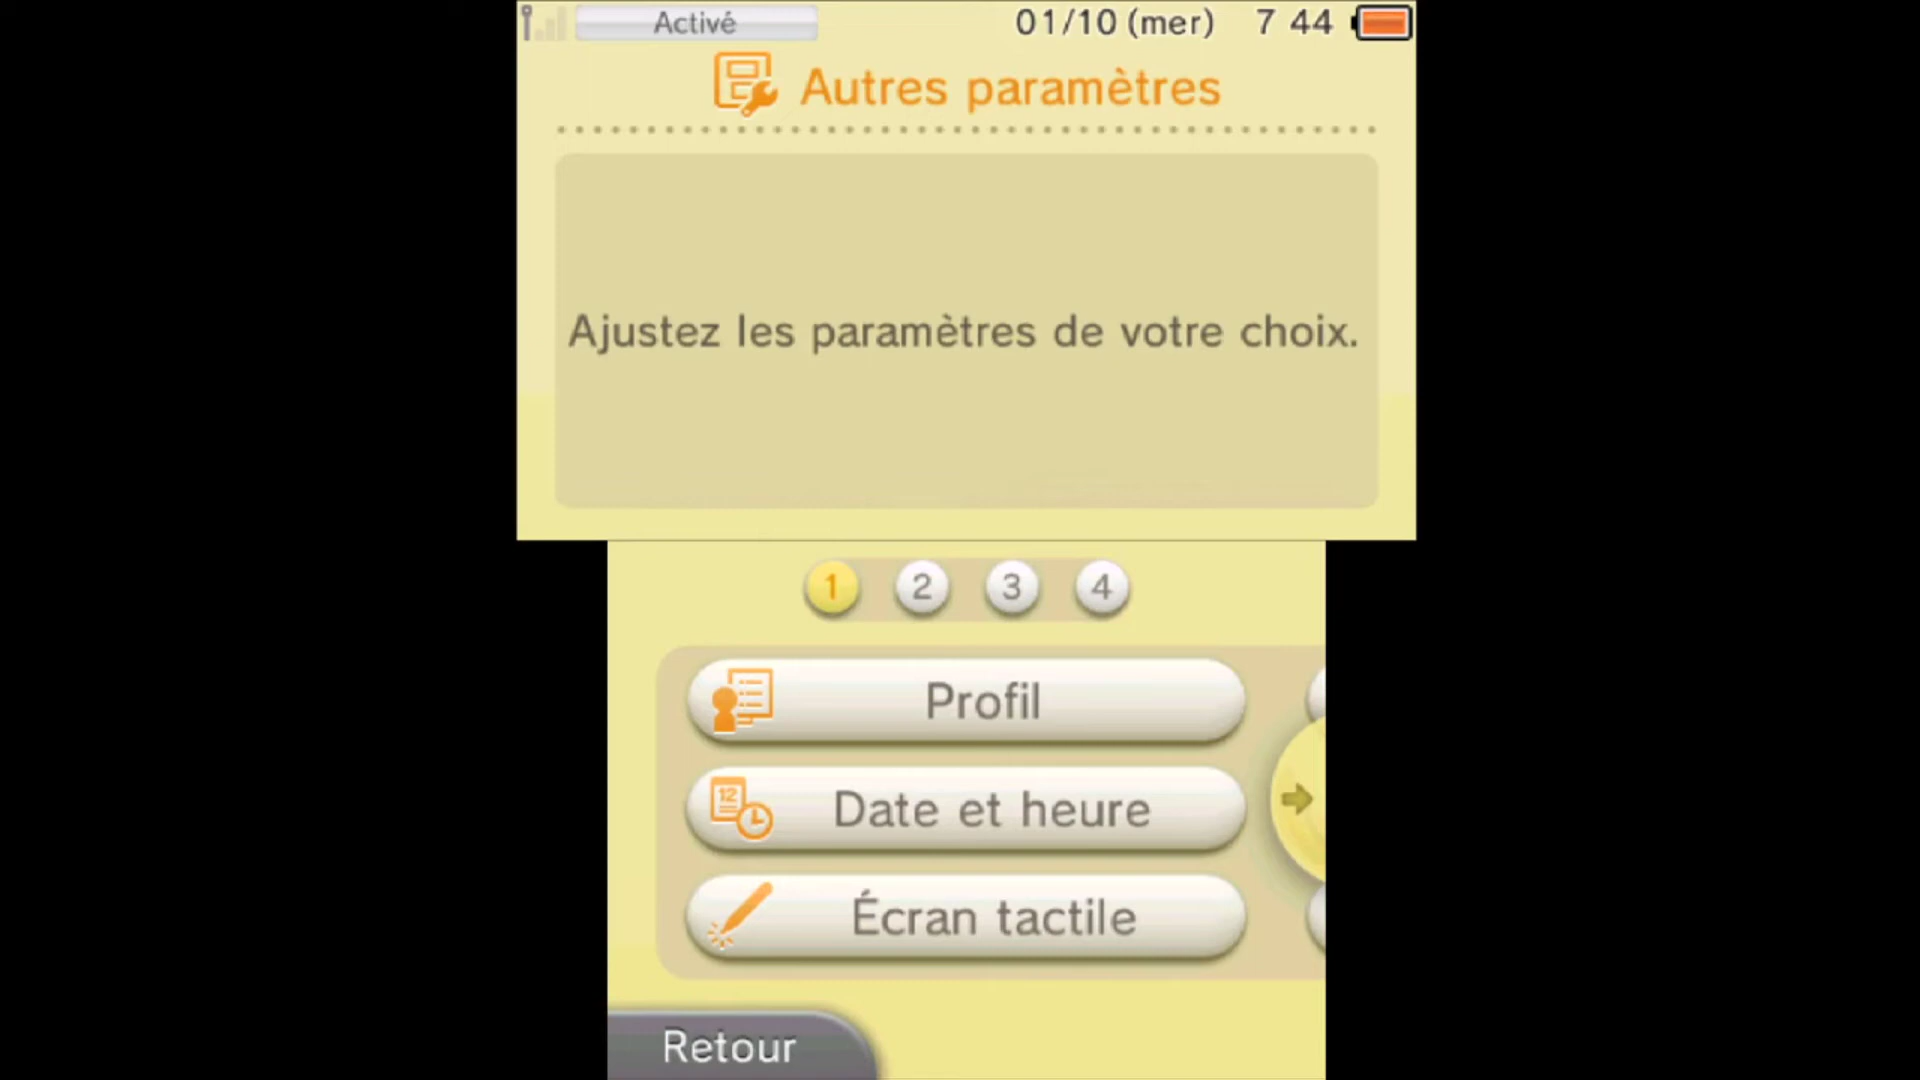 Activé
01/10 (mer) 7 44
Autres paramètres
Ajustez les paramètres de votre choix.
1 2 3 4
Profil
12
Date et heure
Écran tactile
Retour